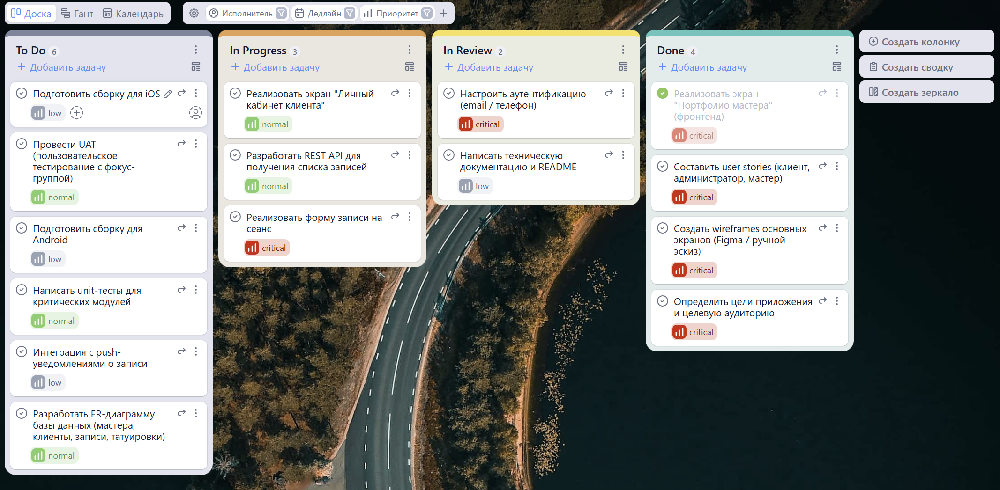 Доска
Гант
31
Календарь
Исполнитель
Дедлайн
Приоритет
To Do 6
Добавить задачу
Подготовить сборку для iOS
low
Провести UAT
(пользовательское
тестирование с фокус-
группой)
normal
Подготовить сборку для
Android
low
Написать unit-тесты для
критических модулей
normal
Интеграция с push-
уведомлениями о записи
low
Разработать ER-диаграмму
базы данных (мастера,
клиенты, записи, татуировки)
normal
In Progress 3
Добавить задачу
Реализовать экран "Личный
кабинет клиента"
normal
Разработать REST API для
получения списка записей
normal
Реализовать форму записи на
сеанс
critical
In Review 2
Добавить задачу
Настроить аутентификацию
(email / телефон)
critical
Написать техническую
документацию и README
low
Done 4
Добавить задачу
Реализовать экран
"Портфолио мастера"
(фронтенд)
critical
Составить user stories (клиент,
администратор, мастер)
critical
Создать wireframes основных
экранов (Figma / ручной
эскиз)
critical
Определить цели приложения
и целевую аудиторию
critical
Создать колонку
Создать сводку
Создать зеркало